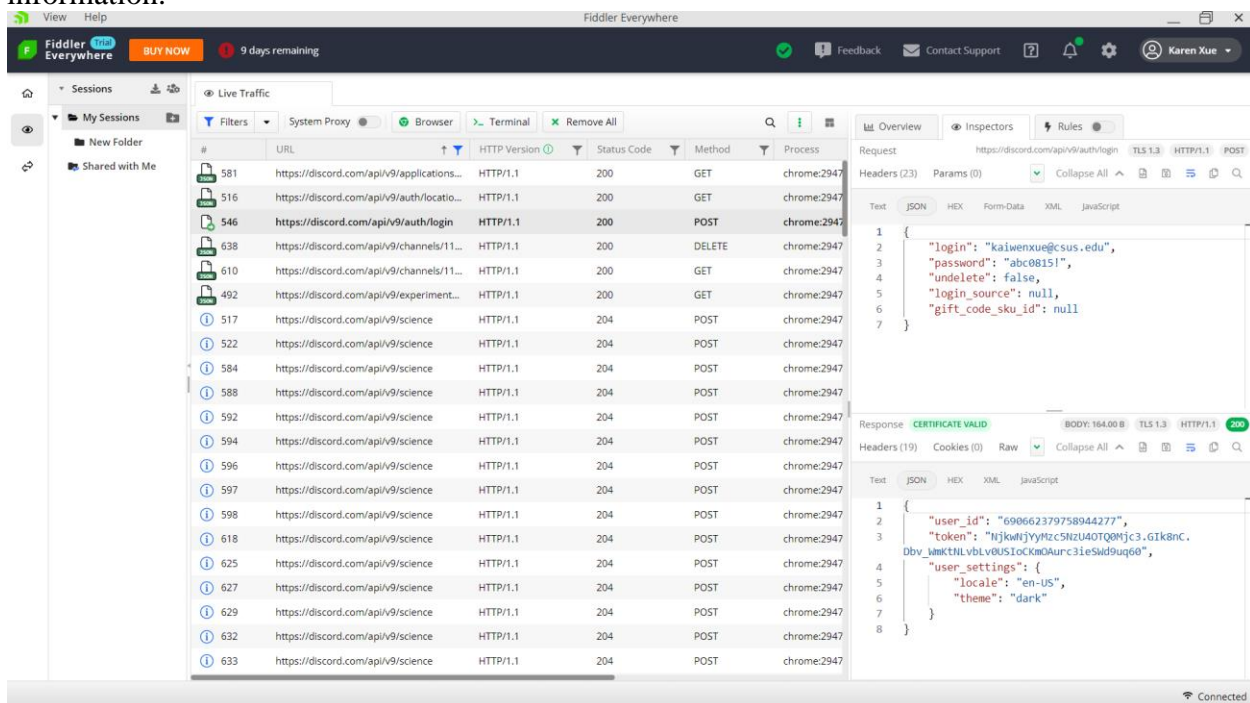 information.
View Help Fiddler Everywhere
Fiddler Trial
Everywhere
BUY NOW
9 days remaining
Feedback
Contact Support
Karen Xue
Sessions
My Sessions
New Folder
Shared with Me
Live Traffic
Filters System Proxy Browser >_ Terminal Remove All
# URL HTTP Version Status Code Method Process
581 https://discord.com/api/v9/applications... HTTP/1.1 200 GET chrome:2947
516 https://discord.com/api/v9/auth/locatio... HTTP/1.1 200 GET chrome:2947
546 https://discord.com/api/v9/auth/login HTTP/1.1 200 POST chrome:2947
638 https://discord.com/api/v9/channels/11... HTTP/1.1 200 DELETE chrome:2947
610 https://discord.com/api/v9/channels/11... HTTP/1.1 200 GET chrome:2947
492 https://discord.com/api/v9/experiment... HTTP/1.1 200 GET chrome:2947
517 https://discord.com/api/v9/science HTTP/1.1 204 POST chrome:2947
522 https://discord.com/api/v9/science HTTP/1.1 204 POST chrome:2947
584 https://discord.com/api/v9/science HTTP/1.1 204 POST chrome:2947
588 https://discord.com/api/v9/science HTTP/1.1 204 POST chrome:2947
592 https://discord.com/api/v9/science HTTP/1.1 204 POST chrome:2947
594 https://discord.com/api/v9/science HTTP/1.1 204 POST chrome:2947
596 https://discord.com/api/v9/science HTTP/1.1 204 POST chrome:2947
597 https://discord.com/api/v9/science HTTP/1.1 204 POST chrome:2947
598 https://discord.com/api/v9/science HTTP/1.1 204 POST chrome:2947
618 https://discord.com/api/v9/science HTTP/1.1 204 POST chrome:2947
625 https://discord.com/api/v9/science HTTP/1.1 204 POST chrome:2947
627 https://discord.com/api/v9/science HTTP/1.1 204 POST chrome:2947
629 https://discord.com/api/v9/science HTTP/1.1 204 POST chrome:2947
632 https://discord.com/api/v9/science HTTP/1.1 204 POST chrome:2947
633 https://discord.com/api/v9/science HTTP/1.1 204 POST chrome:2947
Overview Inspectors Rules
Request https://discord.com/api/v9/auth/login TLS 1.3 HTTP/1.1 POST
Headers (23) Params (0) Collapse All
Text JSON HEX Form-Data XML JavaScript
1 {
2 "login": "kaiwenxue@csus.edu",
3 "password": "abc0815!",
4 "undelete": false,
5 "login_source": null,
6 "gift_code_sku_id": null
7 }
Response CERTIFICATE VALID BODY: 164.00 B TLS 1.3 HTTP/1.1 200
Headers (19) Cookies (0) Raw Collapse All
Text JSON HEX XML JavaScript
1 {
2 "user_id": "690662379758944277",
3 "token": "NjkwNjYyMzc5NzU4OTQ0Mjc3.GIk8nC.
Dbv_WmKtNLvbLv0USIoCKmOAurc3ieSWd9uq60",
4 "user_settings": {
5 "locale": "en-US",
6 "theme": "dark"
7 }
8 }
Connected